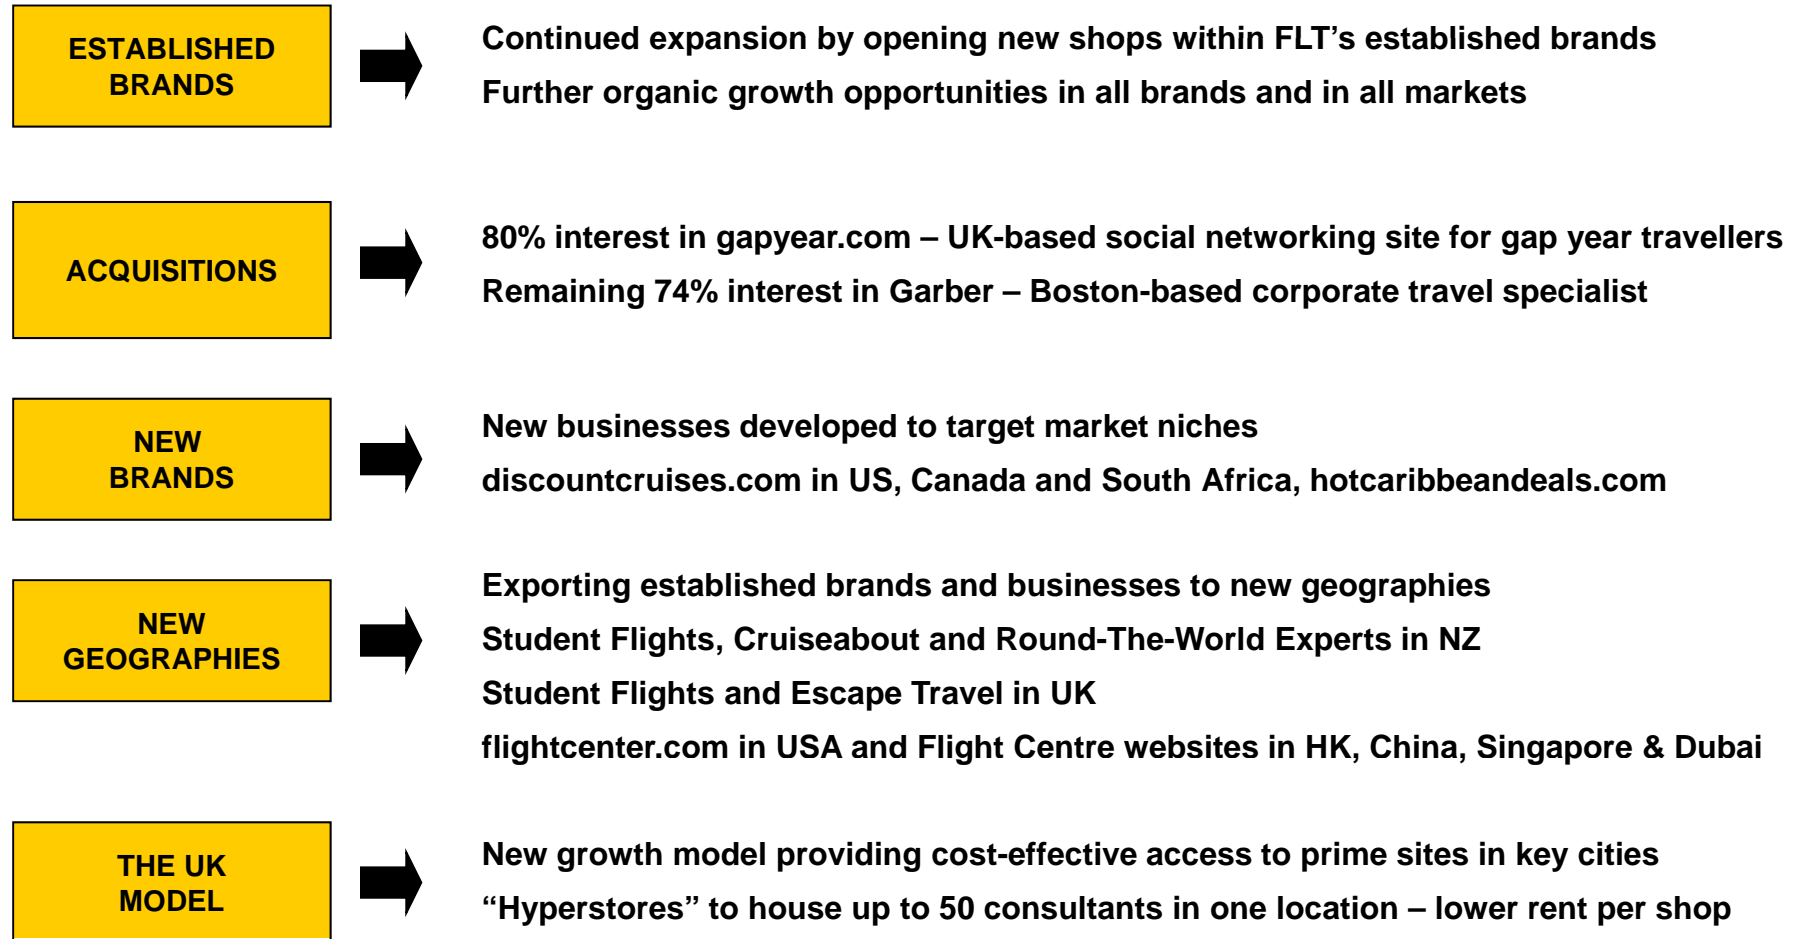 ESTABLISHED
BRANDS
Continued expansion by opening new shops within FLT’s established brands
Further organic growth opportunities in all brands and in all markets
ACQUISITIONS
80% interest in gapyear.com – UK-based social networking site for gap year travellers
Remaining 74% interest in Garber – Boston-based corporate travel specialist
NEW
BRANDS
New businesses developed to target market niches
discountcruises.com in US, Canada and South Africa, hotcaribbeandeals.com
NEW
GEOGRAPHIES
Exporting established brands and businesses to new geographies
Student Flights, Cruiseabout and Round-The-World Experts in NZ
Student Flights and Escape Travel in UK
flightcenter.com in USA and Flight Centre websites in HK, China, Singapore & Dubai
THE UK
MODEL
New growth model providing cost-effective access to prime sites in key cities
“Hyperstores” to house up to 50 consultants in one location – lower rent per shop